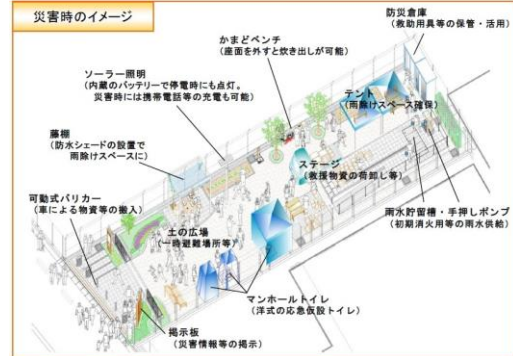 災害時のイメージ
防災倉庫
(救助用具等の保管・活用)
かまどベンチ
(座面を外すと炊き出しが可能)
ソーラー照明
(内蔵のバッテリーで停電時にも点灯。
災害時には携帯電話等の充電も可能)
テント
(雨除けスペース確保)
藤棚
(防水シェードの設置で
雨除けスペースに)
ステージ
(救援物資の荷卸し等)
可動式バリカー
(車による物資等の搬入)
雨水貯留槽・手押しポンプ
(初期消火用等の雨水供給)
土の広場
(一時避難場所等)
マンホールトイレ
(洋式の応急仮設トイレ)
掲示板
(災害情報等の掲示)